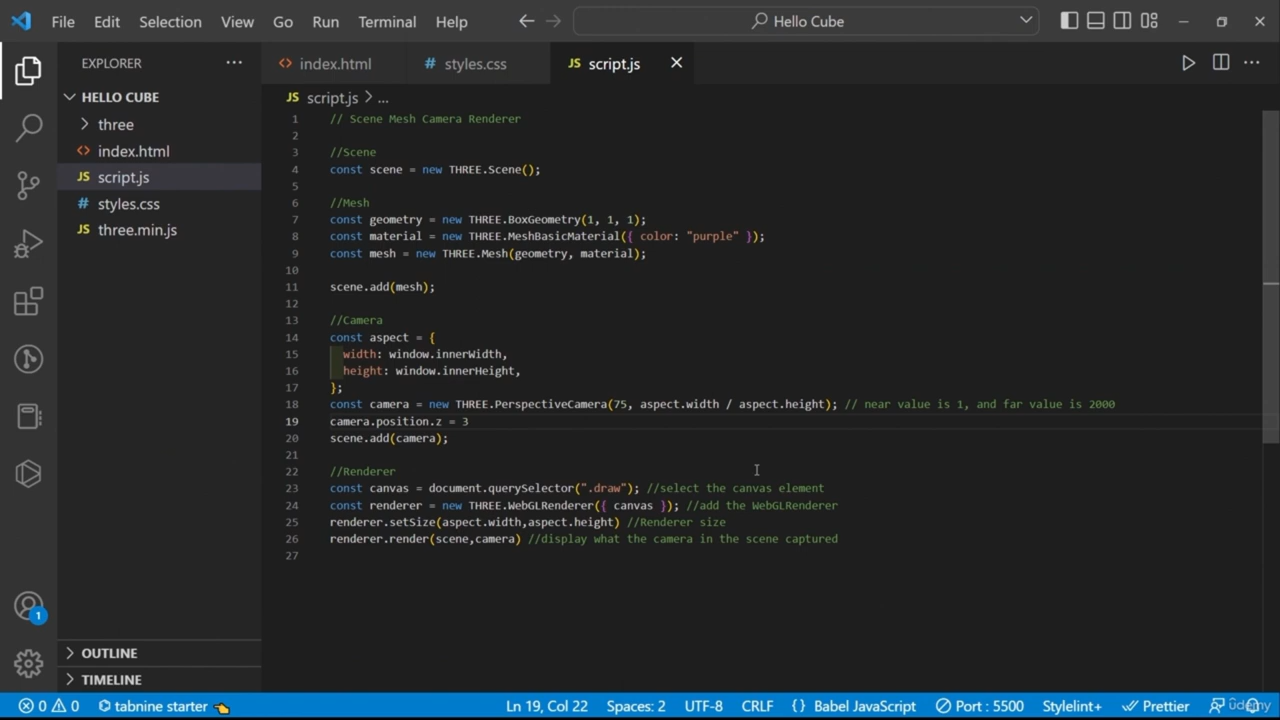 File Edit Selection View Go Run Terminal Help Hello Cube
EXPLORER
HELLO CUBE
three
index.html
JS script.js
styles.css
JS three.min.js
OUTLINE
TIMELINE
index.html # styles.css JS script.js
JS script.js > ...
1 // Scene Mesh Camera Renderer
2
3 //Scene
4 const scene = new THREE.Scene();
5
6 //Mesh
7 const geometry = new THREE.BoxGeometry(1, 1, 1);
8 const material = new THREE.MeshBasicMaterial({ color: "purple" });
9 const mesh = new THREE.Mesh(geometry, material);
10
11 scene.add(mesh);
12
13 //Camera
14 const aspect = {
15 width: window.innerWidth,
16 height: window.innerHeight,
17 };
18 const camera = new THREE.PerspectiveCamera(75, aspect.width / aspect.height); // near value is 1, and far value is 2000
19 camera.position.z = 3
20 scene.add(camera);
21
22 //Renderer
23 const canvas = document.querySelector(".draw"); //select the canvas element
24 const renderer = new THREE.WebGLRenderer({ canvas }); //add the WebGLRenderer
25 renderer.setSize(aspect.width,aspect.height) //Renderer size
26 renderer.render(scene,camera) //display what the camera in the scene captured
27
1
0 0 tabnine starter Ln 19, Col 22 Spaces: 2 UTF-8 CRLF {} Babel JavaScript Port : 5500 Stylelint+ Prettier
udemy